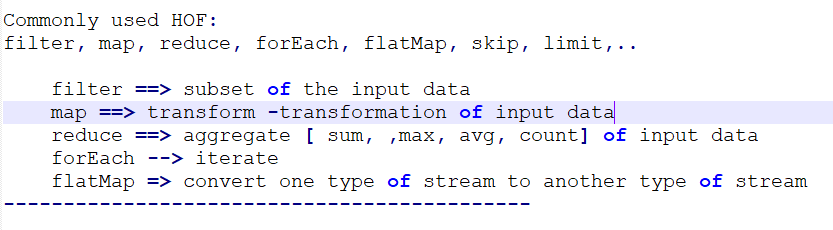 Commonly used HOF:
filter, map, reduce, forEach, flatMap, skip, limit,..
filter ==> subset of the input data
map ==> transform -transformation of input data
reduce ==> aggregate [ sum, ,max, avg, count] of input data
forEach --> iterate
flatMap => convert one type of stream to another type of stream
--------------------------------------------